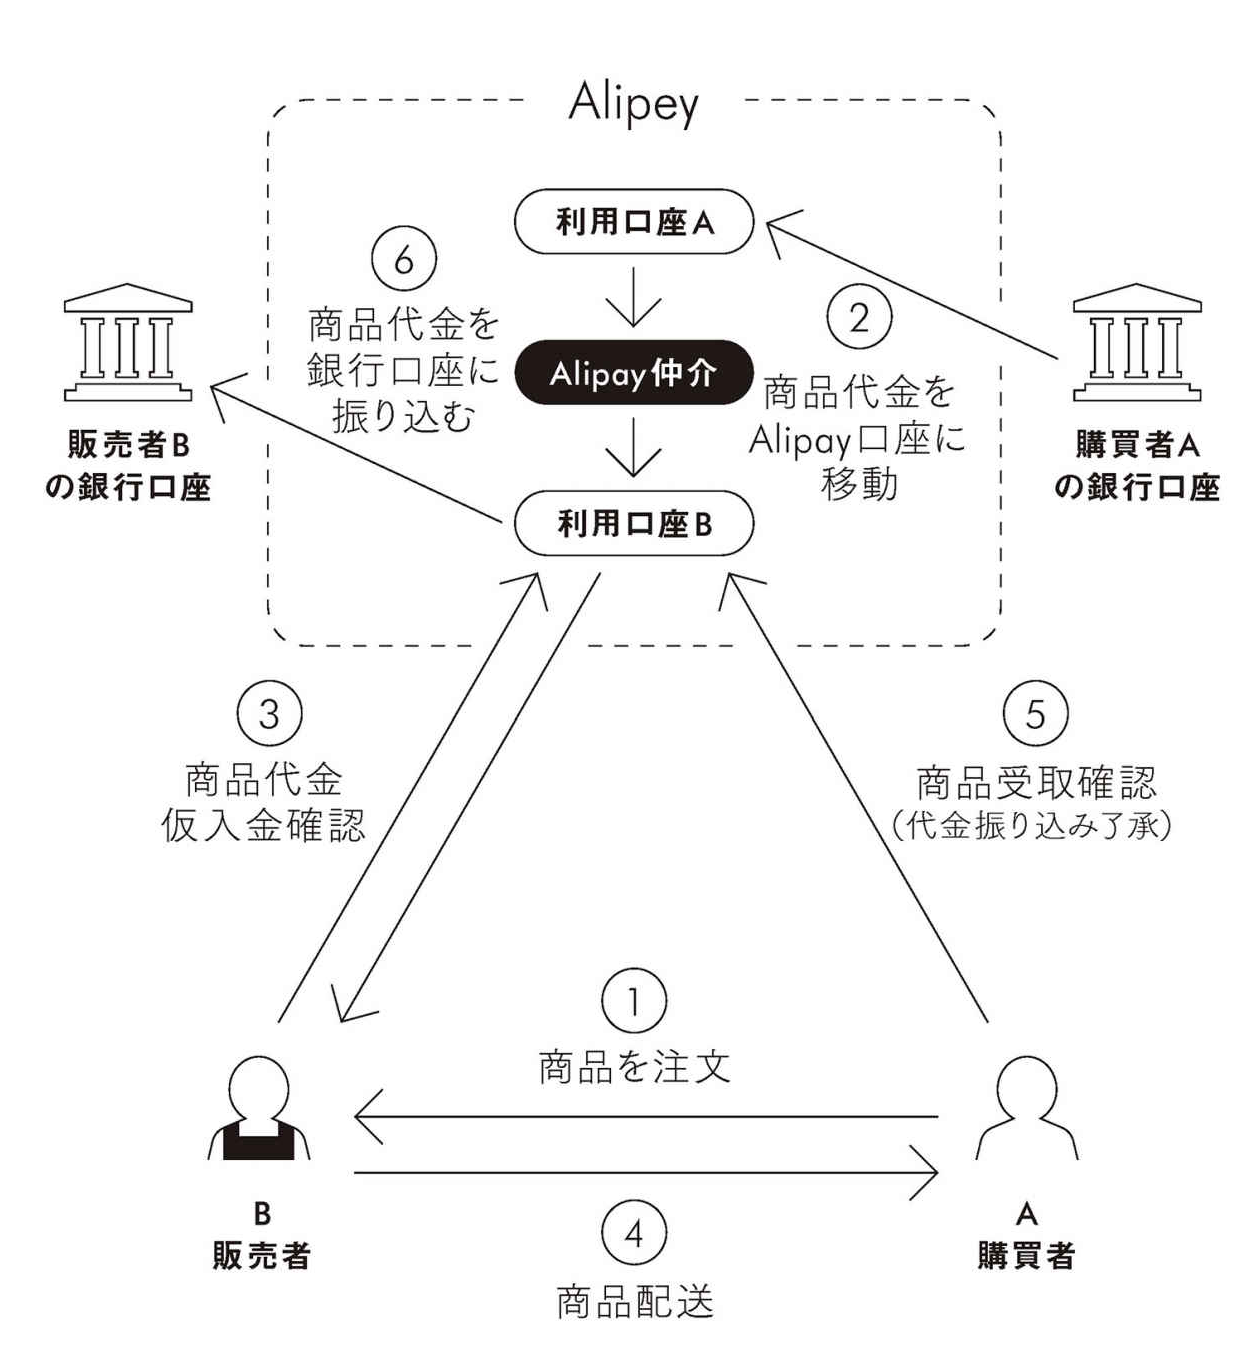 Alipey
利用口座A
⑥
商品代金を
銀行口座に
振り込む
②
商品代金を
Alipay口座に
移動
Alipay仲介
利用口座B
販売者B
の銀行口座
購買者A
の銀行口座
③
商品代金
仮入金確認
⑤
商品受取確認
(代金振り込み了承)
①
商品を注文
④
商品配送
B
販売者
A
購買者